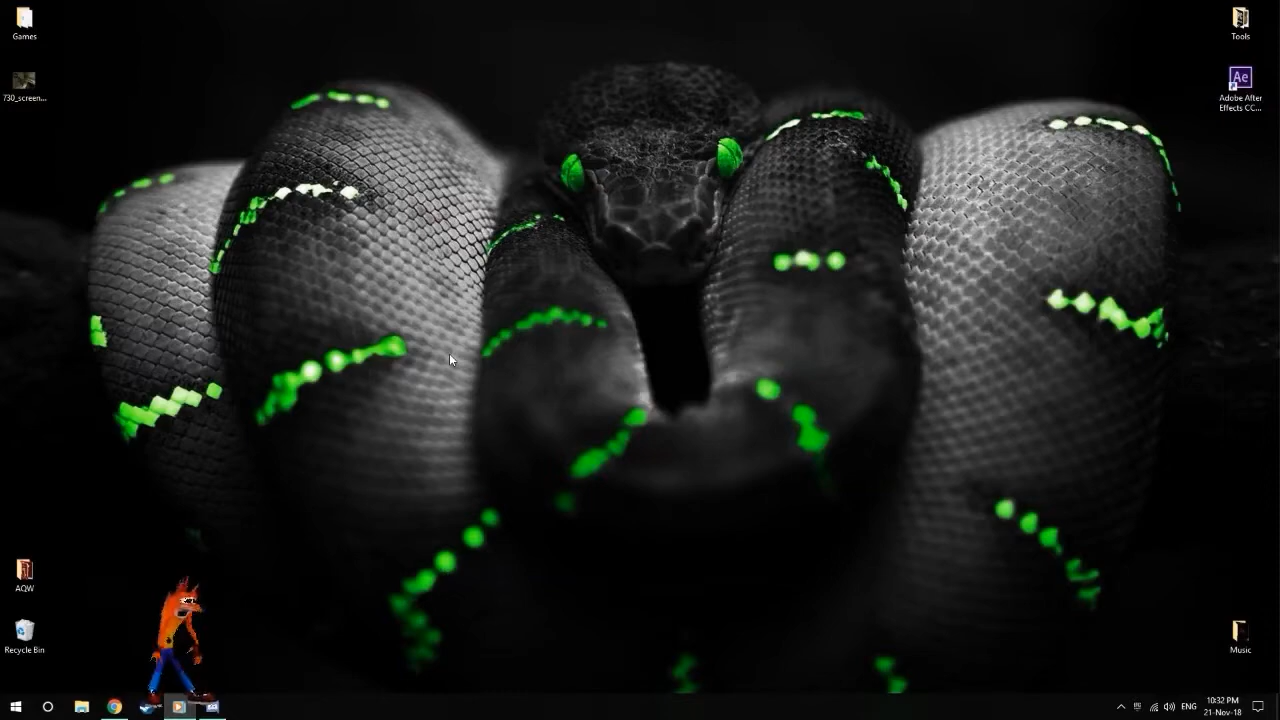 Games
730_screen...
AQW
Recycle Bin
Tools
Ae
Adobe After
Effects CC...
Music
ENG
10:32 PM
21-Nov-18